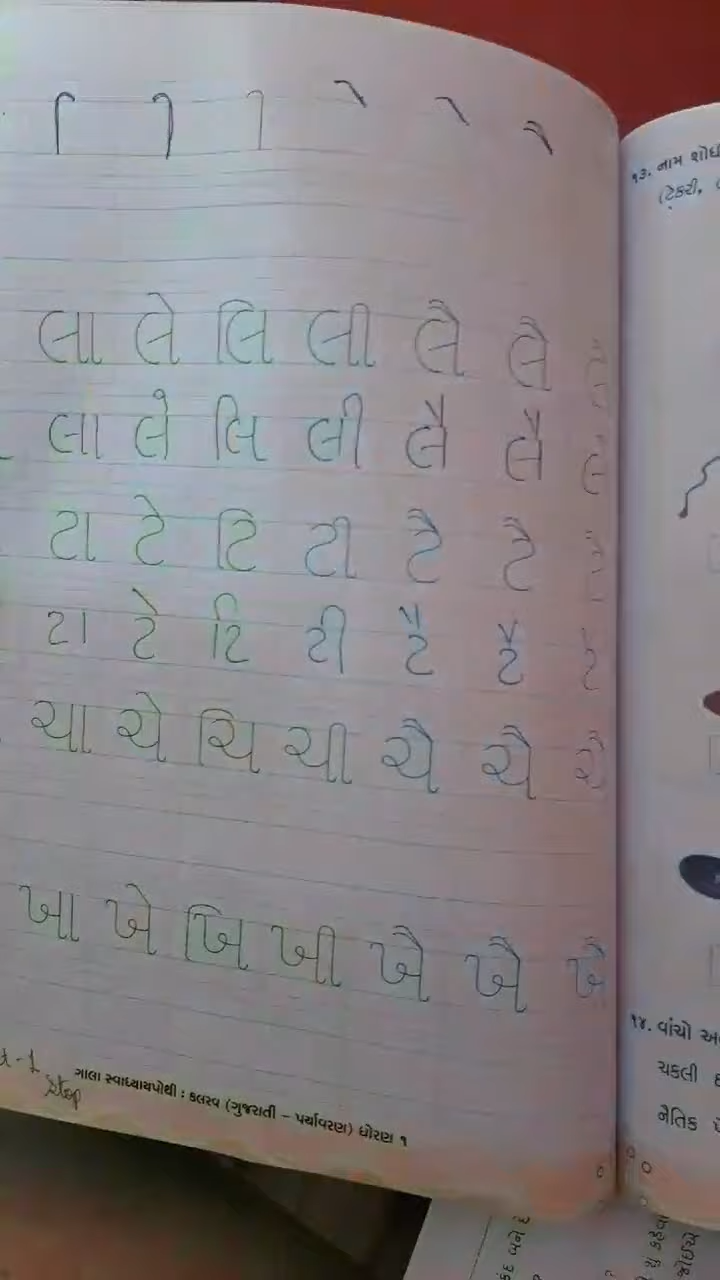 લા લે લિ લી લૈ લૈ લૈ
લા લે લિ લી લૈ લૈ લૈ
ટા ટે ટિ ટી ટૈ ટૈ ટૈ
ટા ટે ટિ ટી ટૈ ટૈ ટૈ
ચા ચે ચિ ચી ચૈ ચૈ ચૈ
ખા ખે ખિ ખી ખૈ ખૈ ખૈ
ગાલા સ્વાધ્યાયપોથી : કલરવ (ગુજરાતી – પર્યાવરણ) ધોરણ ૧
૧૩. નામ શોધ
(ટેકરી,
૧૪. વાંચો
ચકલી
નૈતિક